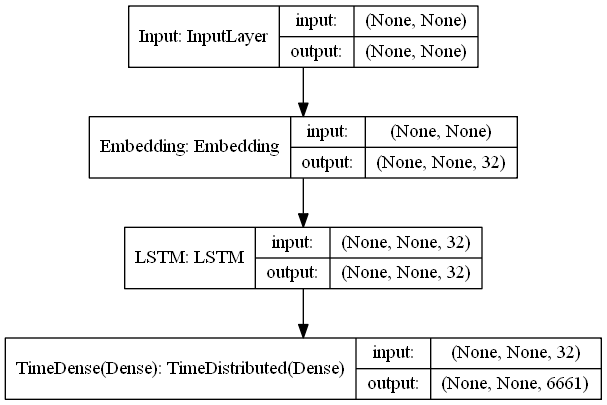 Input: InputLayer
input: (None, None)
output: (None, None)
Embedding: Embedding
input: (None, None)
output: (None, None, 32)
LSTM: LSTM
input: (None, None, 32)
output: (None, None, 32)
TimeDense(Dense): TimeDistributed(Dense)
input: (None, None, 32)
output: (None, None, 6661)